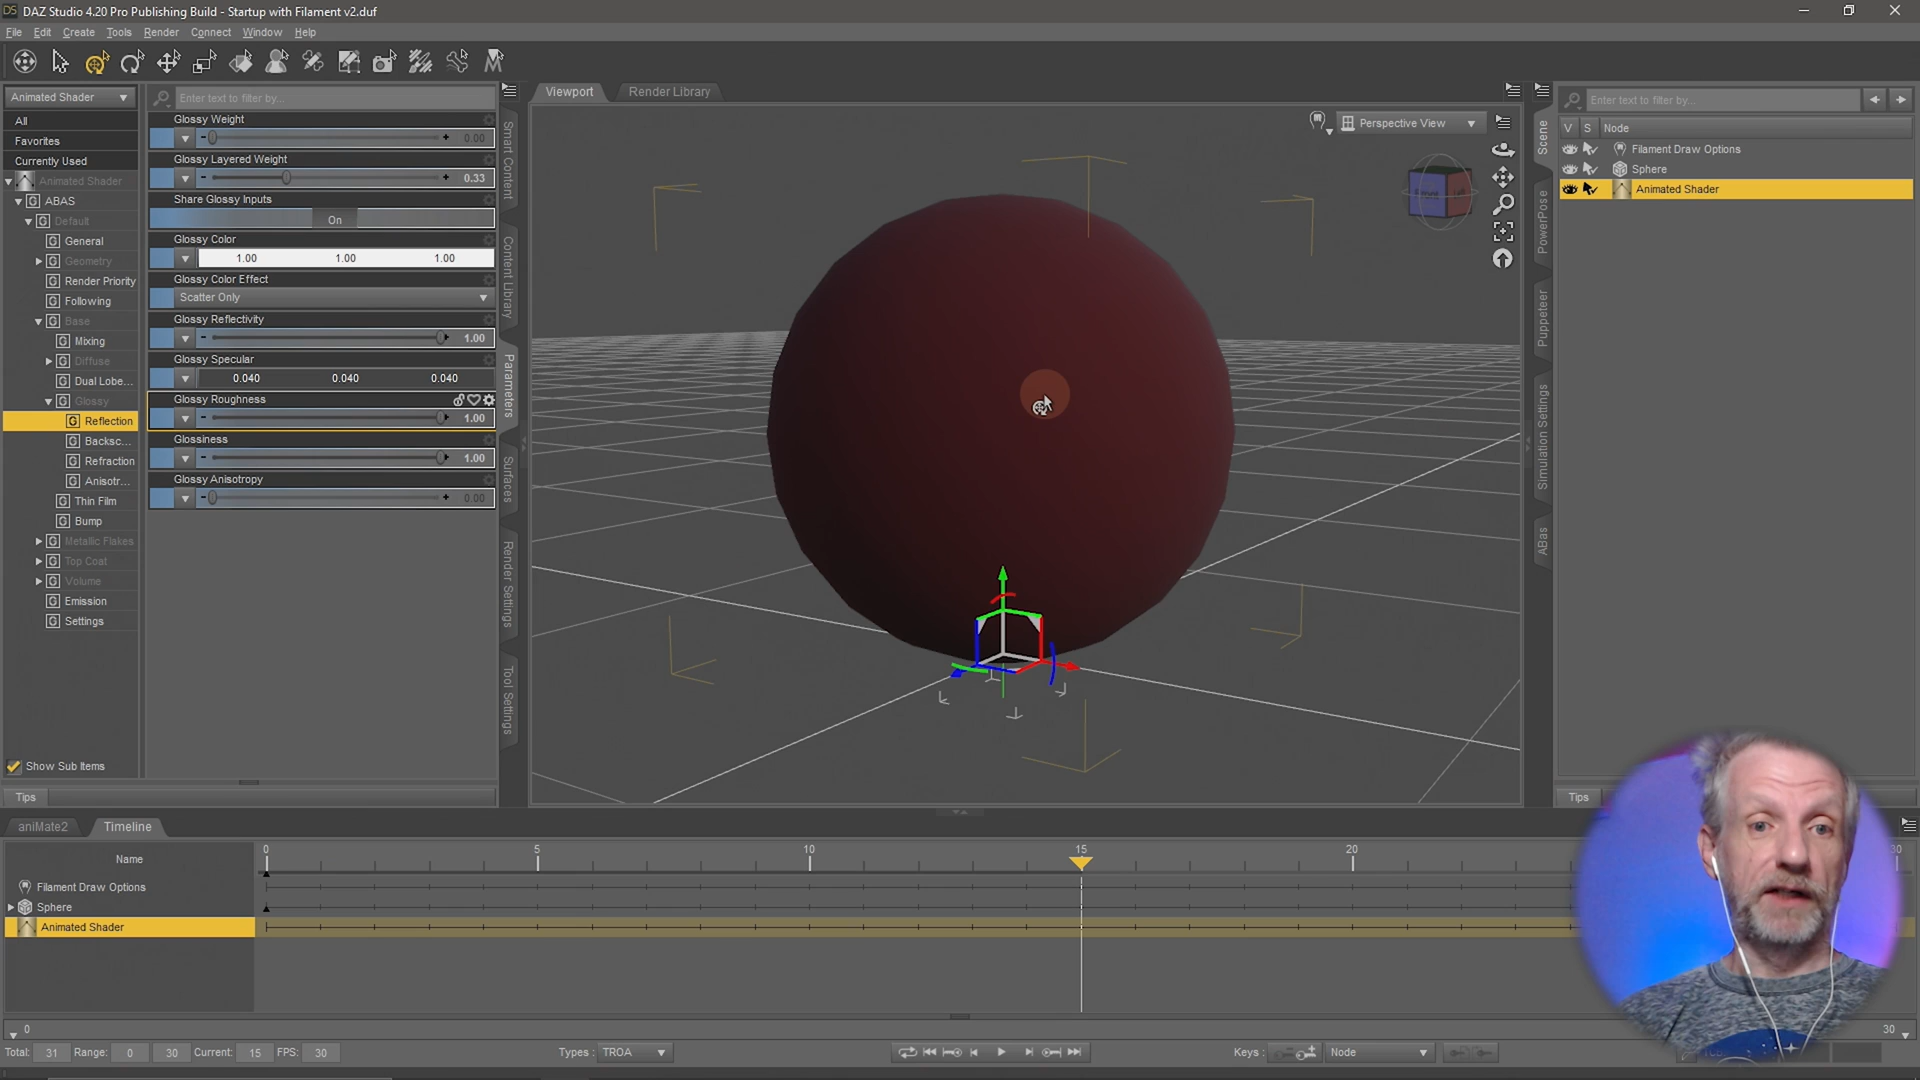 DAZ Studio 4.20 Pro Publishing Build - Startup with Filament v2.duf
File Edit Create Tools Render Connect Window Help
Animated Shader
Enter text to filter by...
All
Favorites
Currently Used
Animated Shader
ABAS
Default
General
Geometry
Render Priority
Following
Base
Mixing
Diffuse
Dual Lobe...
Glossy
Reflection
Backsc...
Refraction
Anisotr...
Thin Film
Bump
Metallic Flakes
Top Coat
Volume
Emission
Settings
Show Sub Items
Tips
Glossy Weight
0.00
Glossy Layered Weight
0.33
Share Glossy Inputs
On
Glossy Color
1.00 1.00 1.00
Glossy Color Effect
Scatter Only
Glossy Reflectivity
1.00
Glossy Specular
0.040 0.040 0.040
Glossy Roughness
1.00
Glossiness
1.00
Glossy Anisotropy
0.00
Smart Content
Content Library
Parameters
Surfaces
Render Settings
Tool Settings
Viewport Render Library
Perspective View
Scene
PowerPose
Puppeteer
Simulation Settings
ABas
Enter text to filter by...
V S Node
Filament Draw Options
Sphere
Animated Shader
Tips
aniMate2 Timeline
Name
0 5 10 15 20 30
Filament Draw Options
Sphere
Animated Shader
0 30
Total: 31 Range: 0 30 Current: 15 FPS: 30 Types: TROA Keys: Node